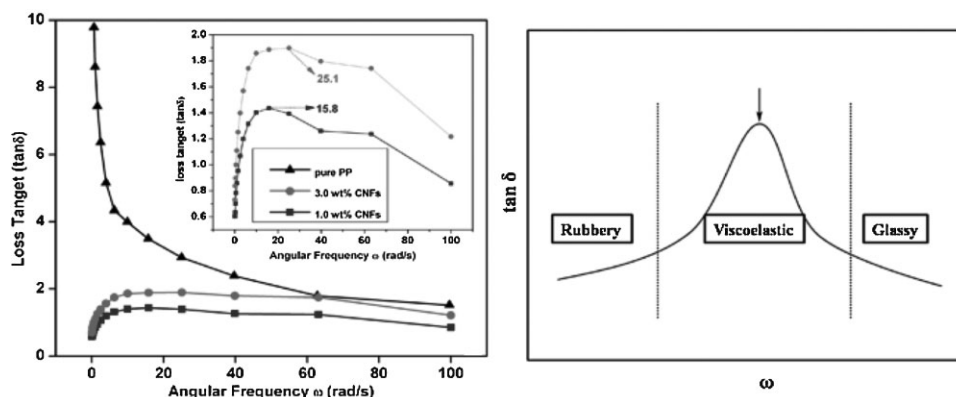 10
8
6
4
2
0
Loss Tanget (tanδ)
0
20
40
60
80
100
Angular Frequency ω (rad/s)
2.0
1.8
1.6
1.4
1.2
1.0
0.8
0.6
loss tanget (tanδ)
25.1
15.8
pure PP
3.0 wt% CNFs
1.0 wt% CNFs
0
20
40
60
80
100
Angular Frequency ω (rad/s)
tan δ
Rubbery
Viscoelastic
Glassy
ω